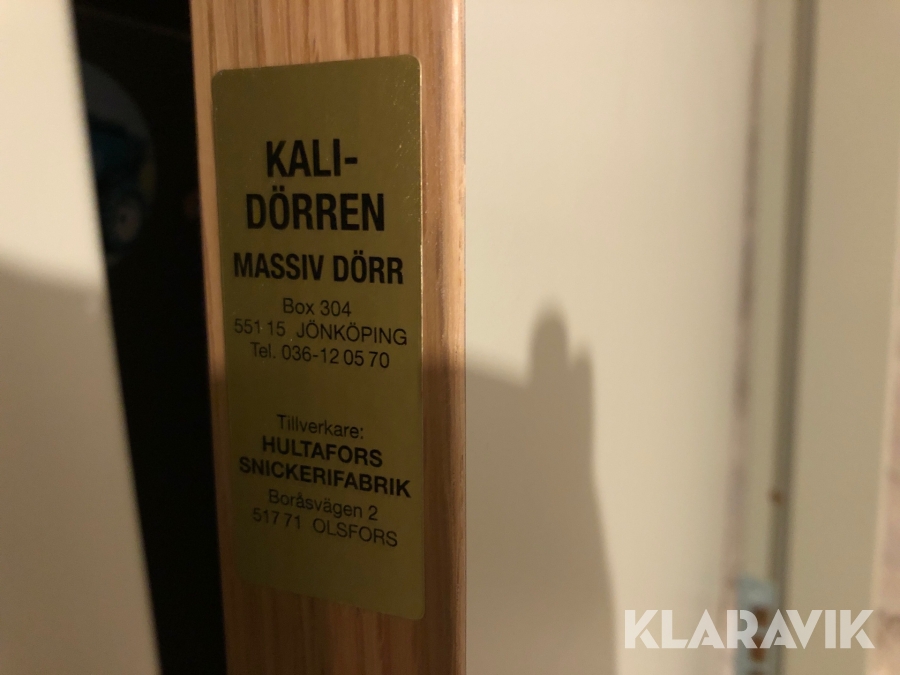 KALI-
DÖRREN
MASSIV DÖRR
Box 304
551 15 JÖNKÖPING
Tel. 036-12 05 70
Tillverkare:
HULTAFORS
SNICKERIFABRIK
Boråsvägen 2
517 71 OLSFORS
KLARAVIK